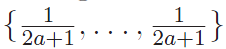 { 1/(2a+1), . . . , 1/(2a+1) }